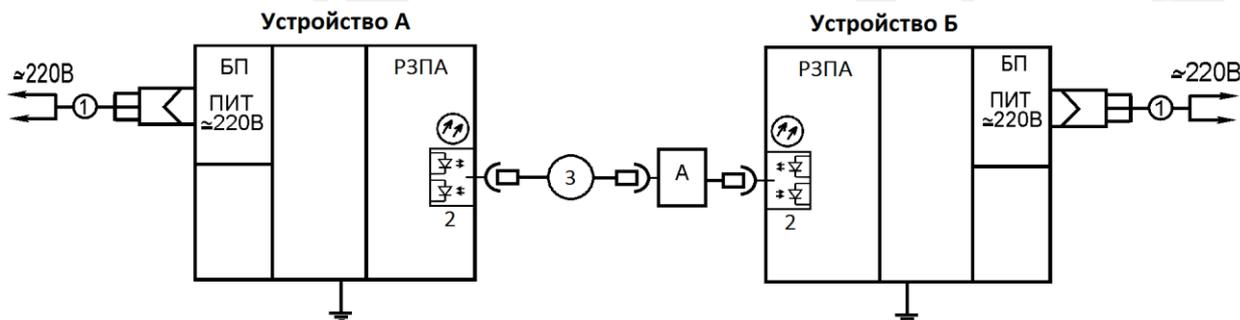 Устройство А
Устройство Б
≃220В
1
БП
ПИТ
≃220В
РЗПА
2
3
А
РЗПА
2
БП
ПИТ
≃220В
1
≃220В